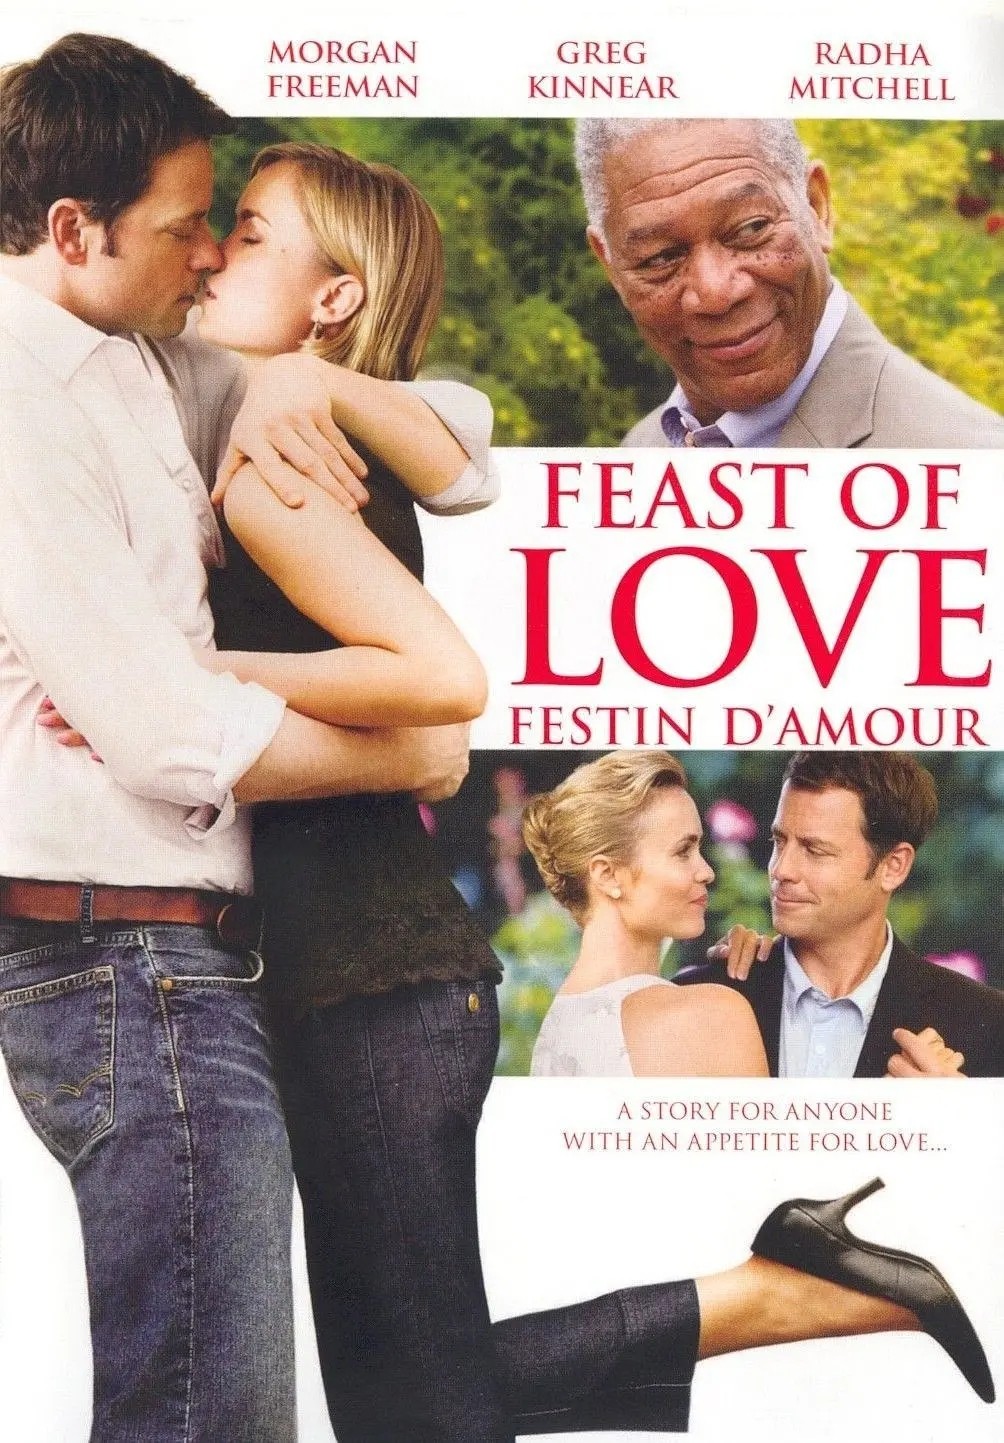 MORGAN
FREEMAN
GREG
KINNEAR
RADHA
MITCHELL
FEAST OF
LOVE
FESTIN D'AMOUR
A STORY FOR ANYONE
WITH AN APPETITE FOR LOVE...